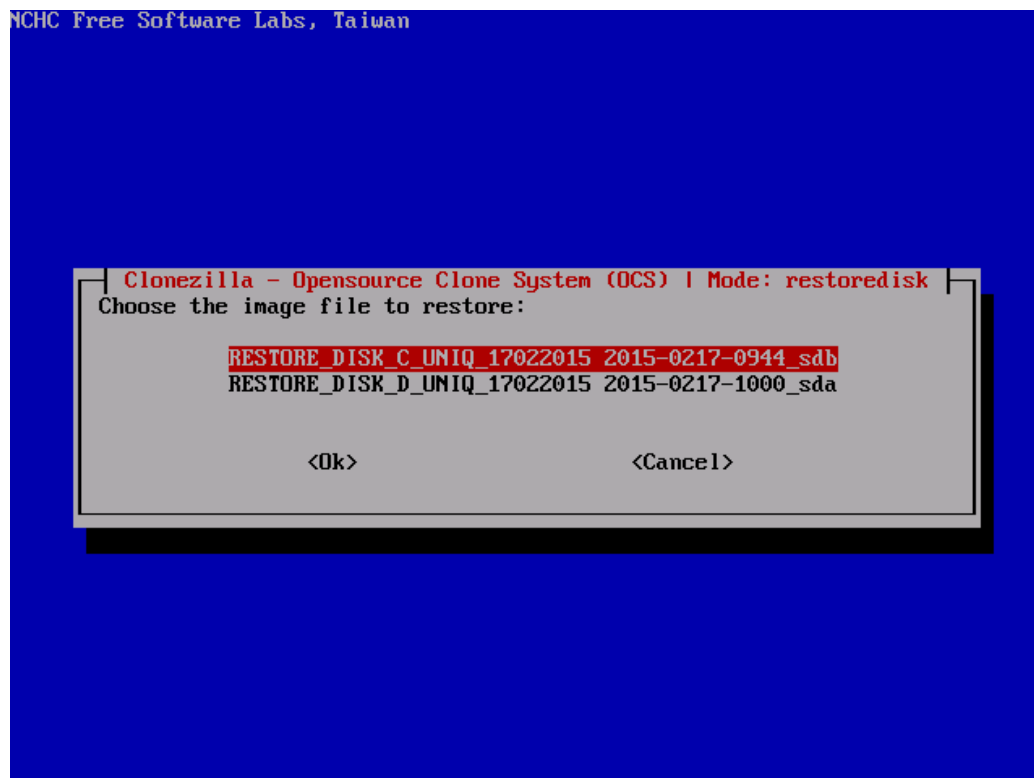 NCHC Free Software Labs, Taiwan
Clonezilla - Opensource Clone System (OCS) | Mode: restoredisk
Choose the image file to restore:
RESTORE_DISK_C_UNIQ_17022015 2015-0217-0944_sdb
RESTORE_DISK_D_UNIQ_17022015 2015-0217-1000_sda
<Ok> <Cancel>